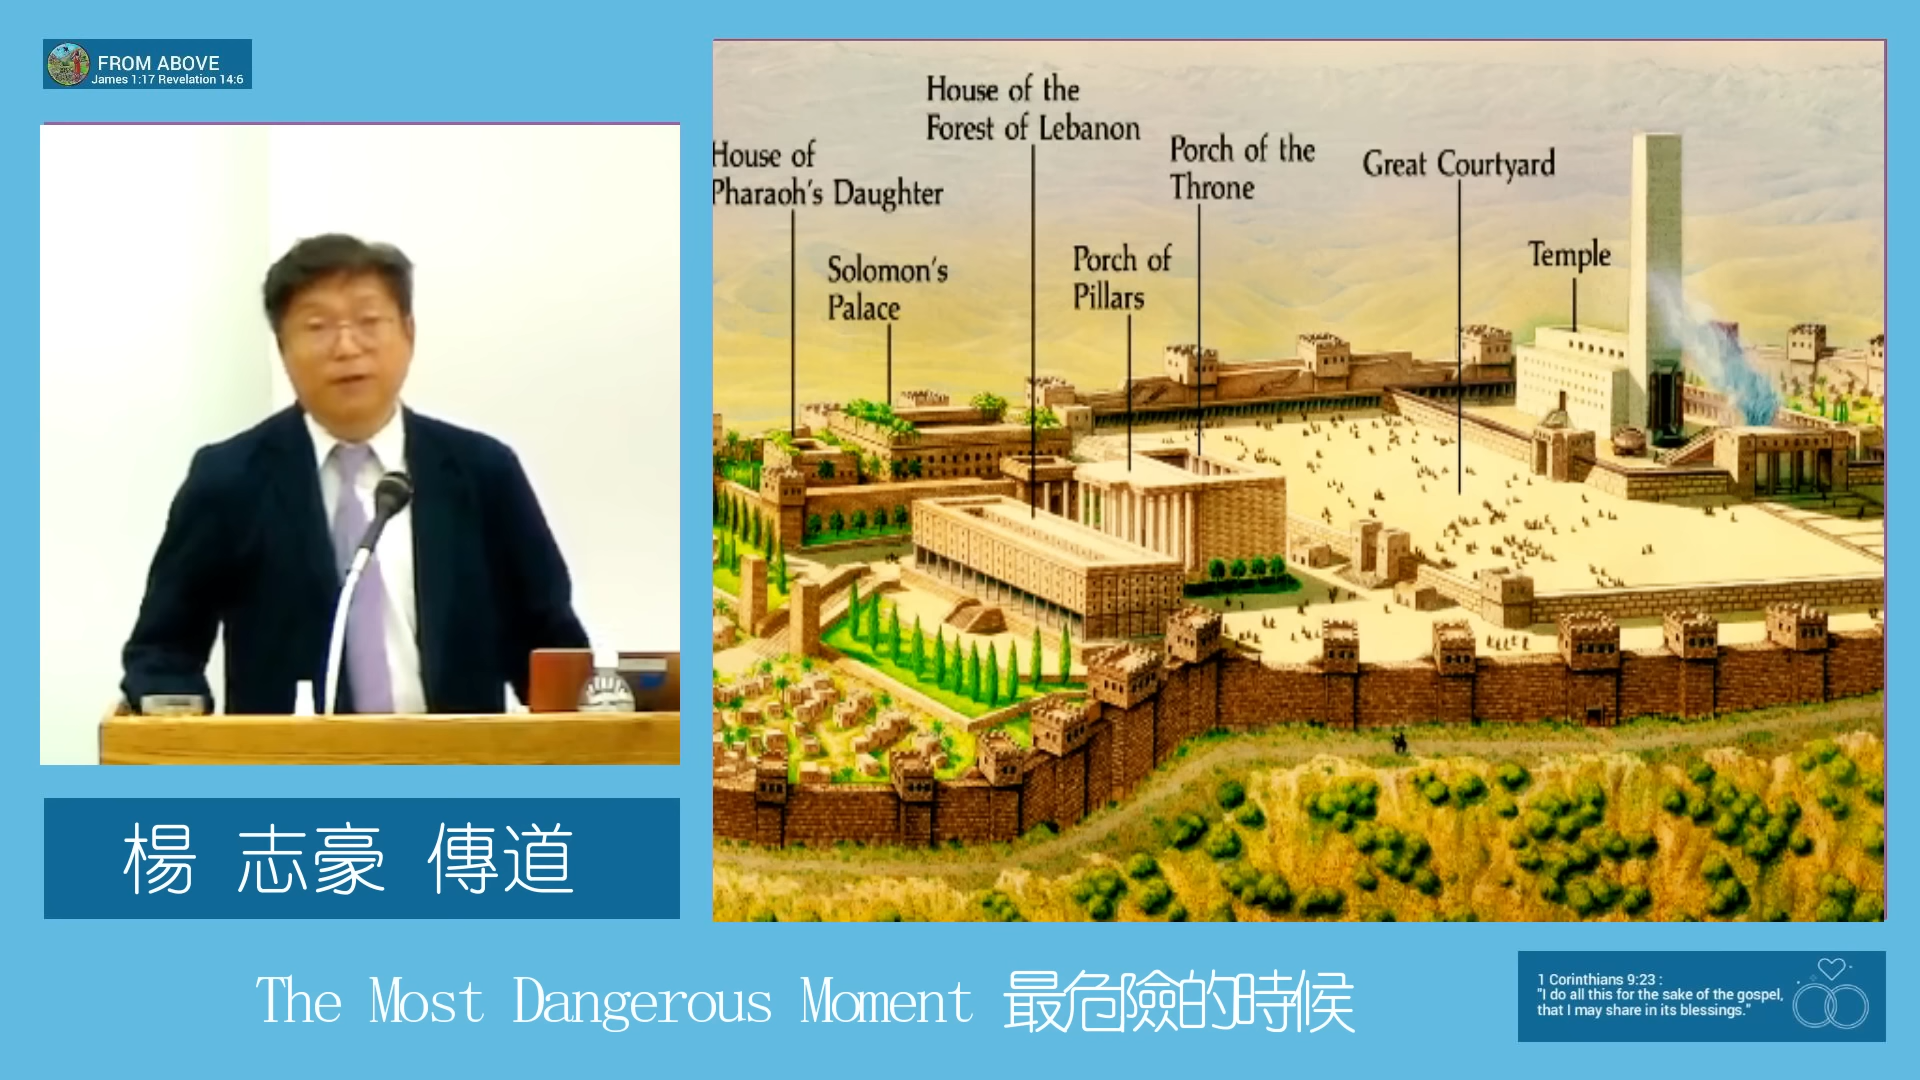 FROM ABOVE
James 1:17 Revelation 14:6
House of the
Forest of Lebanon
House of
Pharaoh's Daughter
Porch of the
Throne
Great Courtyard
Solomon's
Palace
Porch of
Pillars
Temple
楊 志豪 傳道
The Most Dangerous Moment 最危險的時候
1 Corinthians 9:23 :
"I do all this for the sake of the gospel,
that I may share in its blessings."